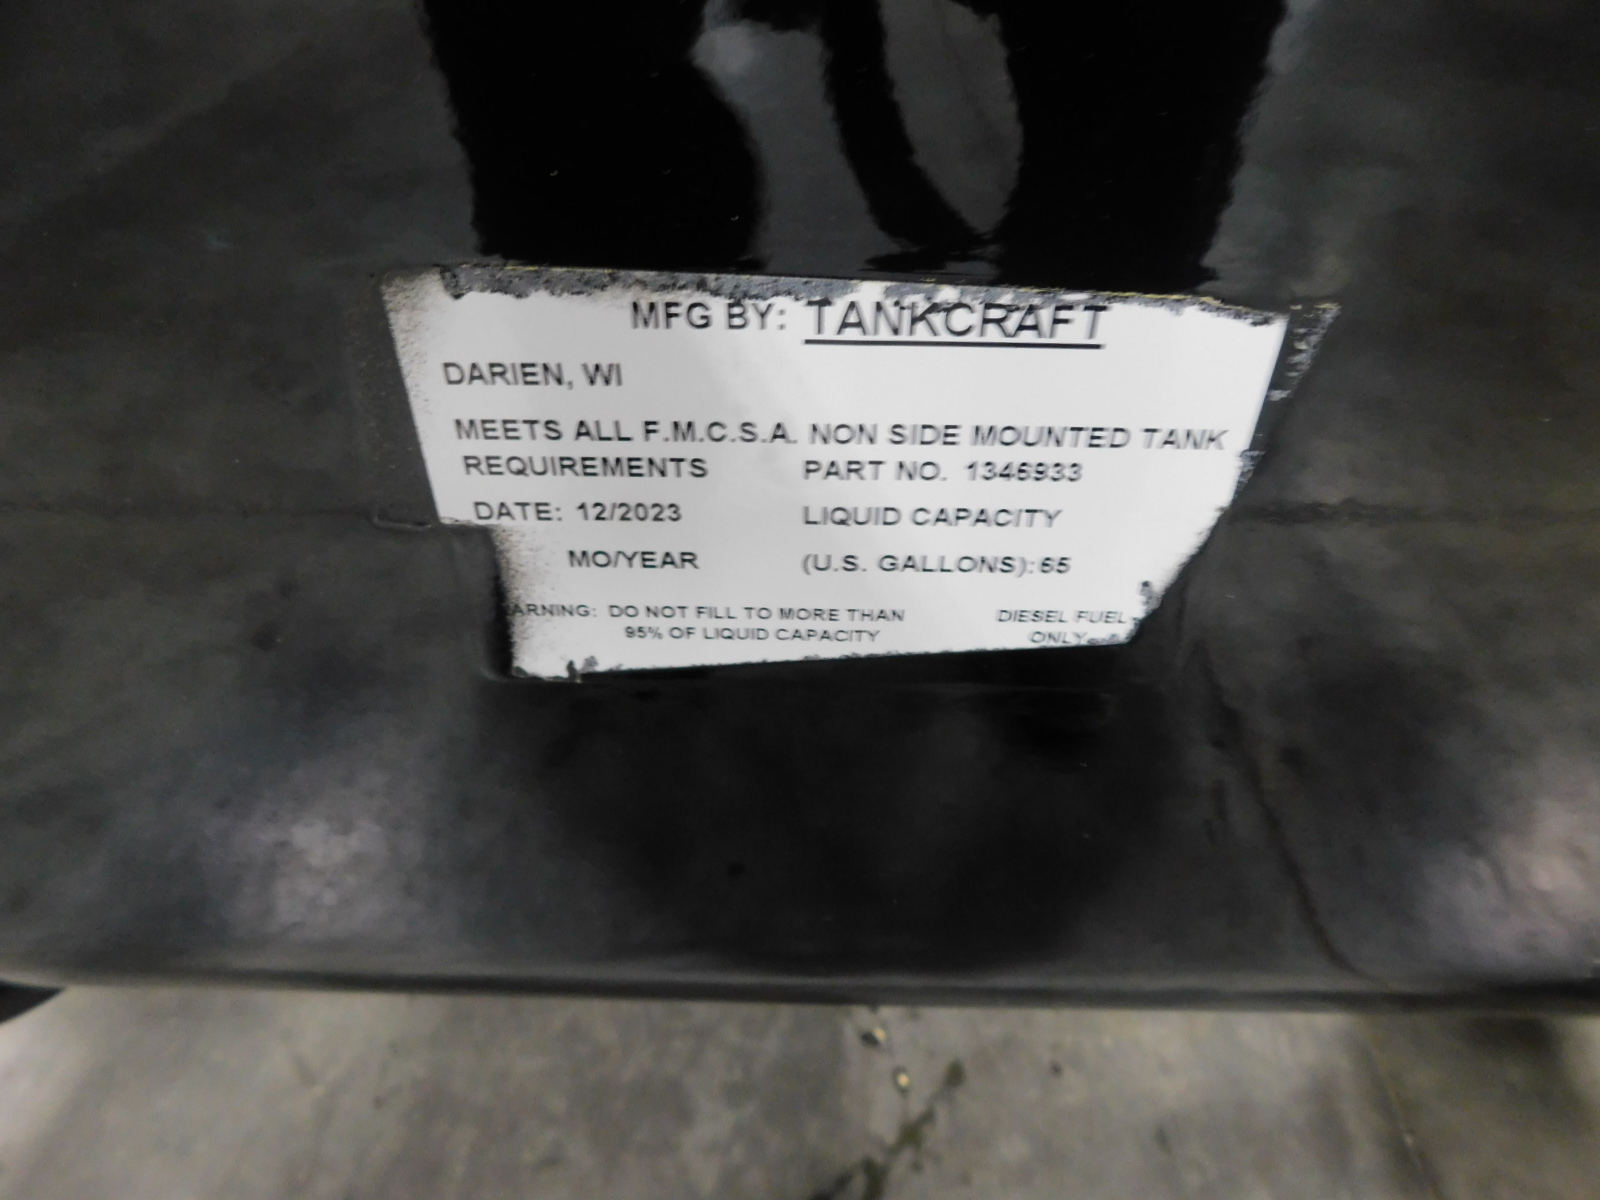 MFG BY: TANKCRAFT
DARIEN, WI
MEETS ALL F.M.C.S.A. NON SIDE MOUNTED TANK
REQUIREMENTS PART NO. 1346933
DATE: 12/2023 LIQUID CAPACITY
MO/YEAR (U.S. GALLONS): 65
ARNING: DO NOT FILL TO MORE THAN DIESEL FUEL
95% OF LIQUID CAPACITY ONLY